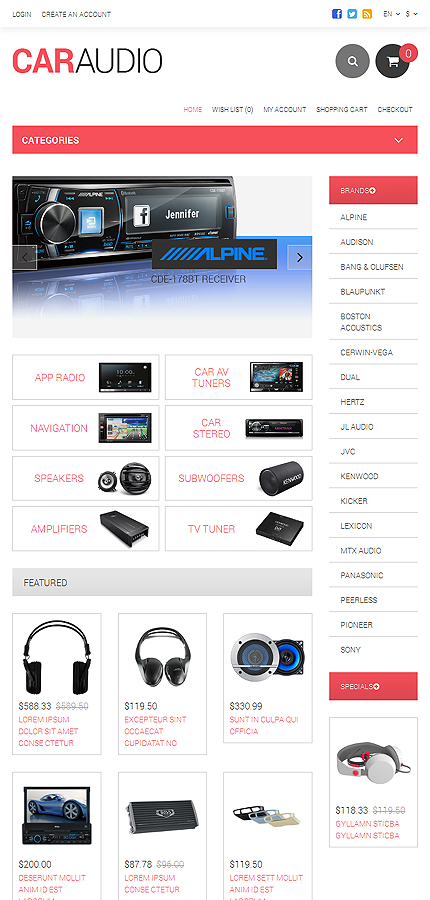 LOGIN CREATE AN ACCOUNT EN $
CARAUDIO
0
HOME WISH LIST (0) MY ACCOUNT SHOPPING CART CHECKOUT
CATEGORIES
ALPINE
Jennifer
ALPINE
CDE-178BT RECEIVER
APP RADIO
CAR AV
TUNERS
NAVIGATION
CAR
STEREO
SPEAKERS
SUBWOOFERS
KENWOOD
AMPLIFIERS
TV TUNER
FEATURED
$588.33 $589.50
LOREM IPSUM
DOLOR SIT AMET
CONSE CTETUR
$119.50
EXCEPTEUR SINT
OCCAECAT
CUPIDATAT NO
$330.99
SUNT IN CULPA QUI
OFFICIA
$200.00
DESERUNT MOLLIT
ANIM ID EST
LABORUM
$87.78 $96.00
LOREM IPSUM
CONSE CTETUR
$119.50
LOREM SETT MOLLIT
ANIM ID EST
LABORUM
BRANDS
ALPINE
AUDISON
BANG & OLUFSEN
BLAUPUNKT
BOSTON
ACOUSTICS
CERWIN-VEGA
DUAL
HERTZ
JL AUDIO
JVC
KENWOOD
KICKER
LEXICON
MTX AUDIO
PANASONIC
PEERLESS
PIONEER
SONY
SPECIALS
$118.33 $119.50
GYLLAMN STICBA
GYLLAMN STICBA